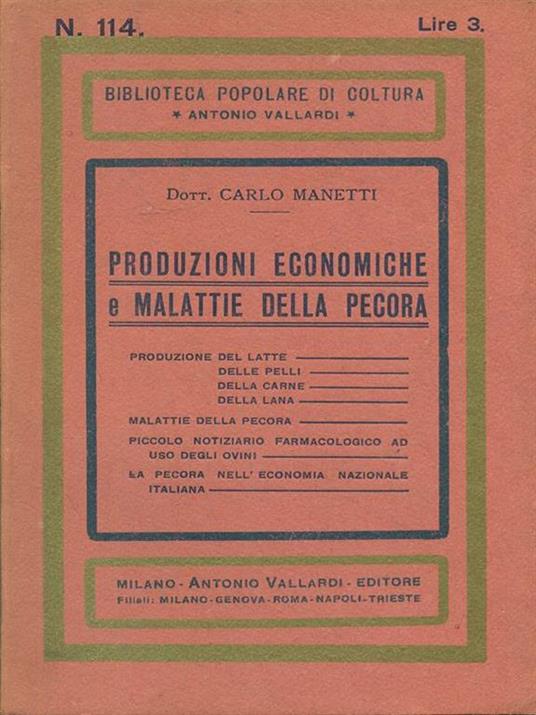 N. 114. Lire 3.
BIBLIOTECA POPOLARE DI COLTURA
* ANTONIO VALLARDI *
Dott. CARLO MANETTI
PRODUZIONI ECONOMICHE
e MALATTIE DELLA PECORA
PRODUZIONE DEL LATTE
DELLE PELLI
DELLA CARNE
DELLA LANA
MALATTIE DELLA PECORA
PICCOLO NOTIZIARIO FARMACOLOGICO AD
USO DEGLI OVINI
LA PECORA NELL'ECONOMIA NAZIONALE
ITALIANA
MILANO - ANTONIO VALLARDI - EDITORE
Filiali: MILANO-GENOVA-ROMA-NAPOLI-TRIESTE